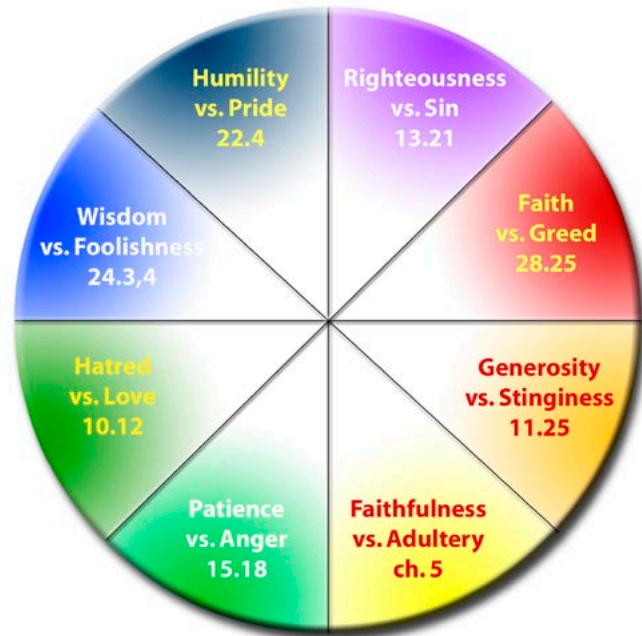 Humility
vs. Pride
22.4
Righteousness
vs. Sin
13.21
Faith
vs. Greed
28.25
Generosity
vs. Stinginess
11.25
Faithfulness
vs. Adultery
ch. 5
Patience
vs. Anger
15.18
Hatred
vs. Love
10.12
Wisdom
vs. Foolishness
24.3,4